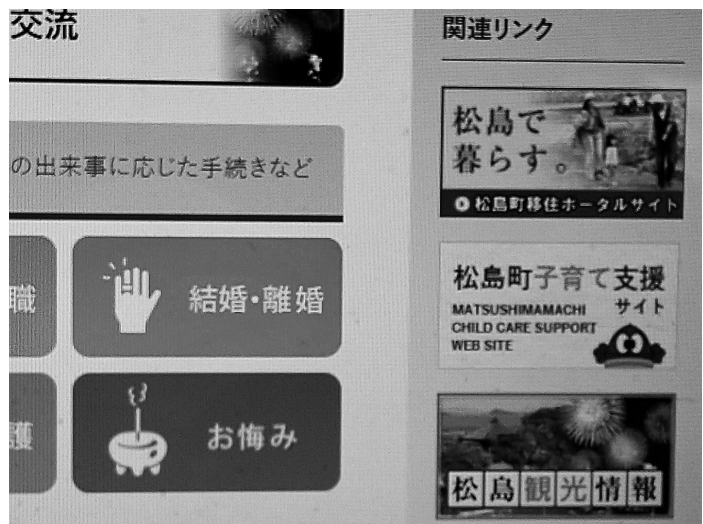 交流
の出来事に応じた手続きなど
職
結婚・離婚
護
お悔み
関連リンク
松島で
暮らす。
松島町移住ポータルサイト
松島町子育て支援
サイト
MATSUSHIMAMACHI
CHILD CARE SUPPORT
WEB SITE
松島観光情報